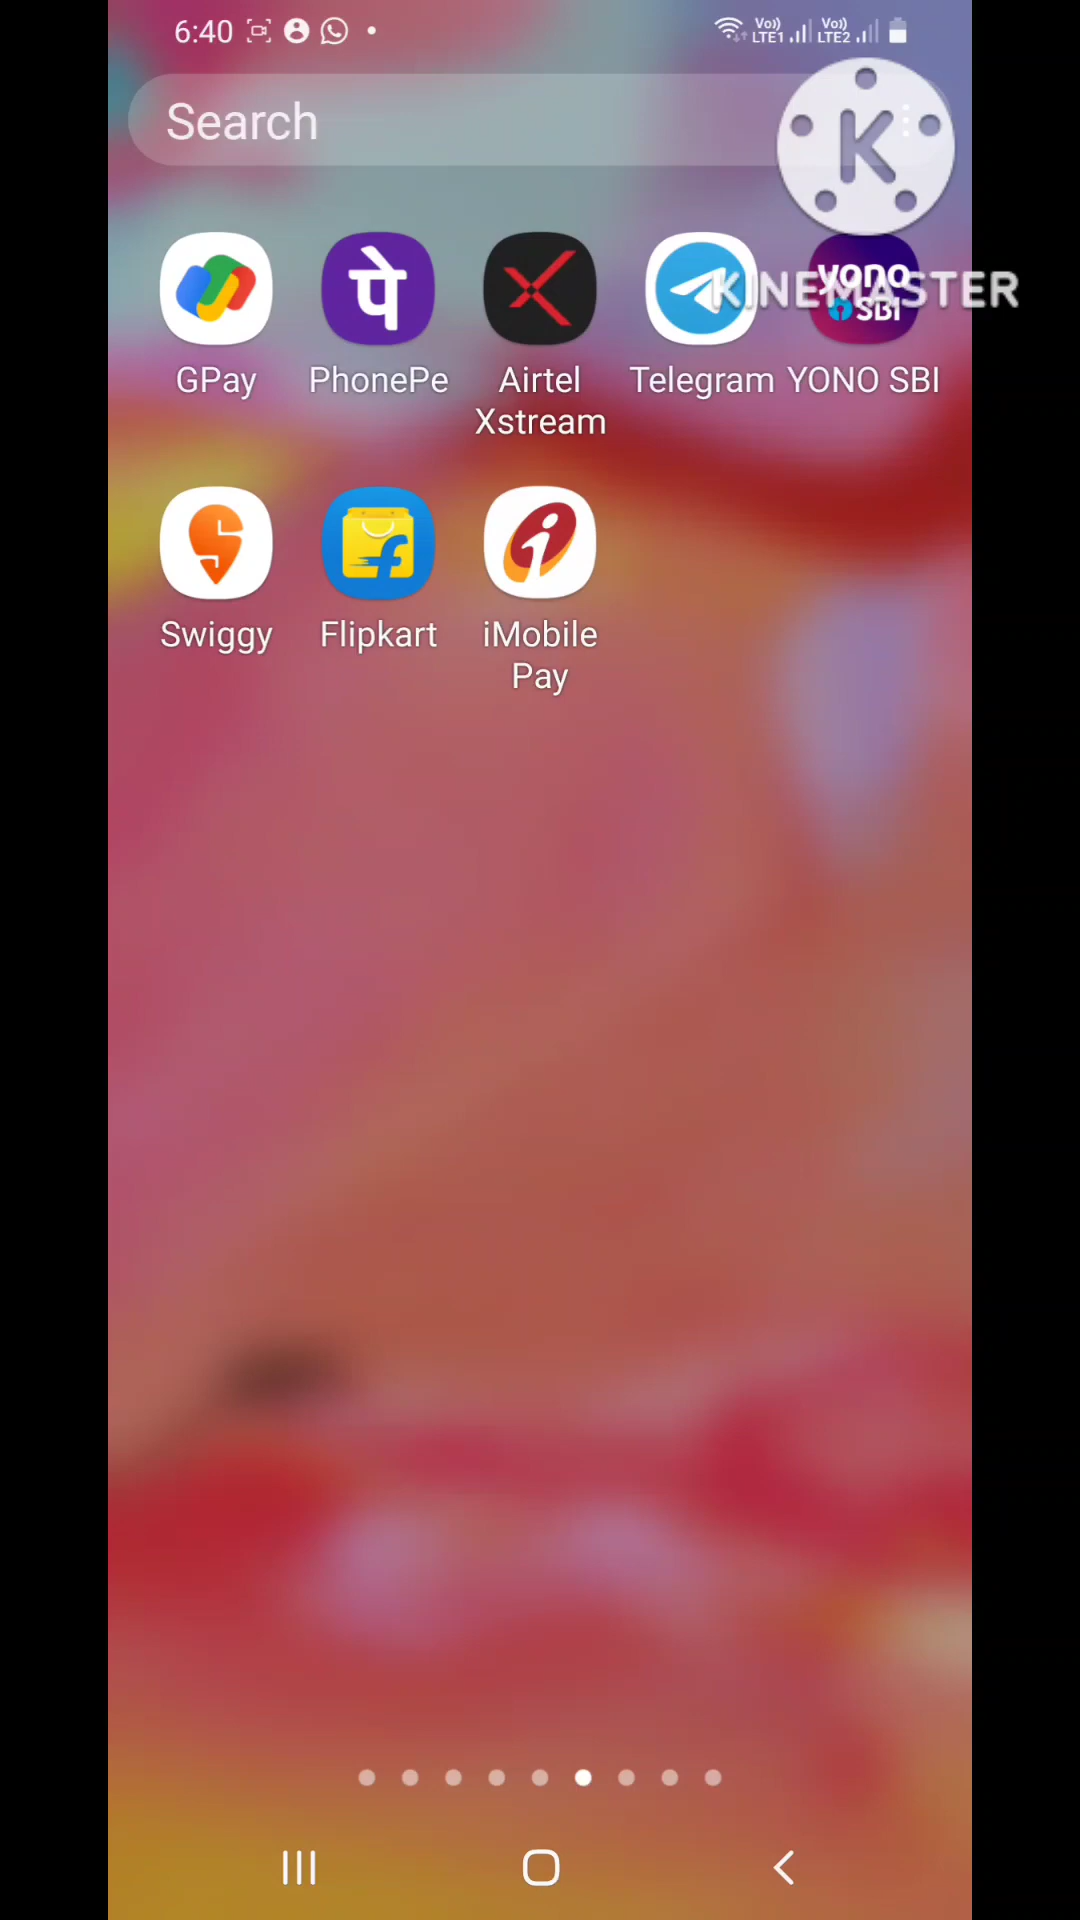 6:40 Vo)) LTE1 Vo)) LTE2
Search
K
KINEMASTER
पे
yono
SBI
GPay PhonePe Airtel Xstream Telegram YONO SBI
Swiggy Flipkart iMobile Pay